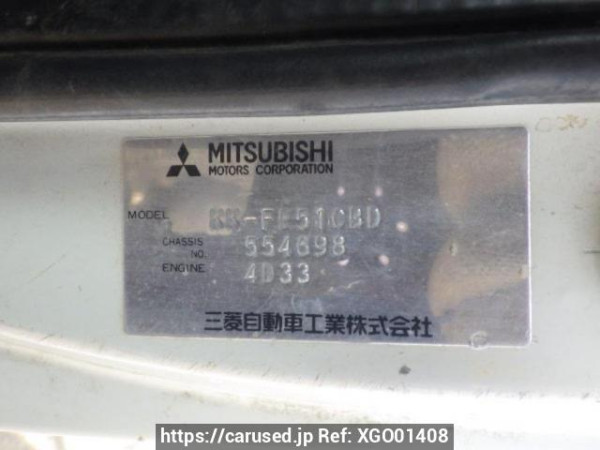 MITSUBISHI
MOTORS CORPORATION
MODEL KK-FE51CBD
CHASSIS NO. 554698
ENGINE 4D33
三菱自動車工業株式会社
https://carused.jp Ref: XGO01408